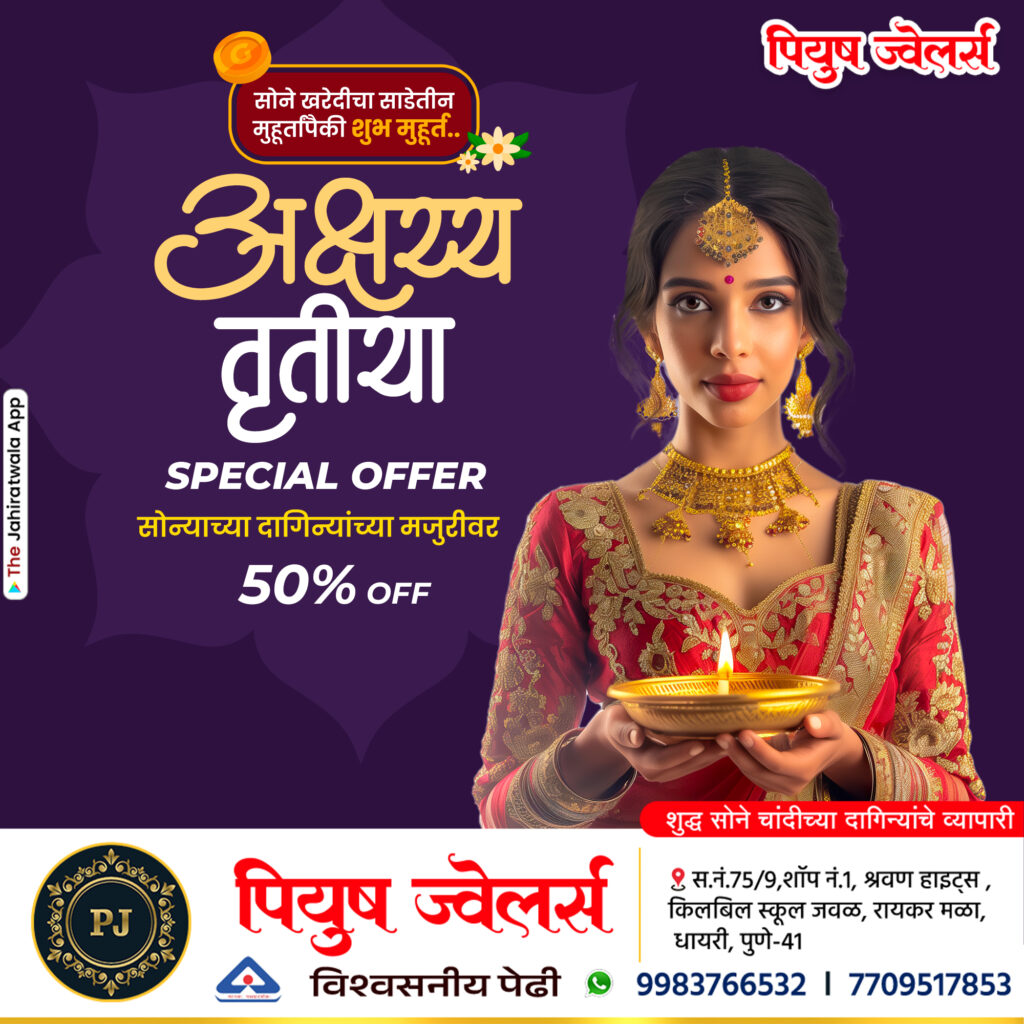 पियुष ज्वेलर्स
सोने खरेदीचा साडेतीन
मुहूर्तांपैकी शुभ मुहूर्त..
अक्षय्य
तृतीया
SPECIAL OFFER
सोन्याच्या दागिन्यांच्या मजुरीवर
50% OFF
The Jahiratwala App
शुद्ध सोने चांदीच्या दागिन्यांचे व्यापारी
PJ
पियुष ज्वेलर्स
विश्वसनीय पेढी
स.नं.75/9,शॉप नं.1, श्रवण हाइट्स ,
किलबिल स्कूल जवळ, रायकर मळा,
धायरी, पुणे-41
9983766532 | 7709517853